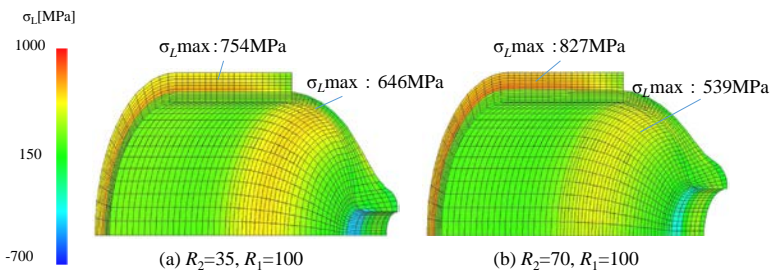 σL[MPa]
1000
150
-700
σLmax :754MPa
σLmax : 646MPa
(a) R2=35, R1=100
σLmax :827MPa
σLmax : 539MPa
(b) R2=70, R1=100